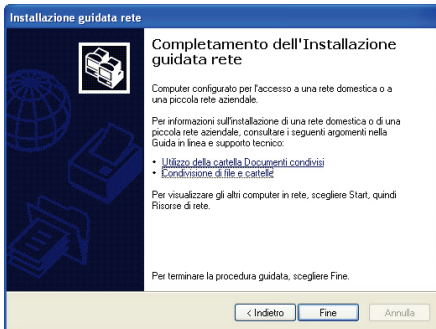 Installazione guidata rete
Completamento dell'Installazione
guidata rete
Computer configurato per l'accesso a una rete domestica o a
una piccola rete aziendale.
Per informazioni sull'installazione di una rete domestica o di una
piccola rete aziendale, consultare i seguenti argomenti nella
Guida in linea e supporto tecnico:
• Utilizzo della cartella Documenti condivisi
• Condivisione di file e cartelle
Per visualizzare gli altri computer in rete, scegliere Start, quindi
Risorse di rete.
Per terminare la procedura guidata, scegliere Fine.
< Indietro
Fine
Annulla